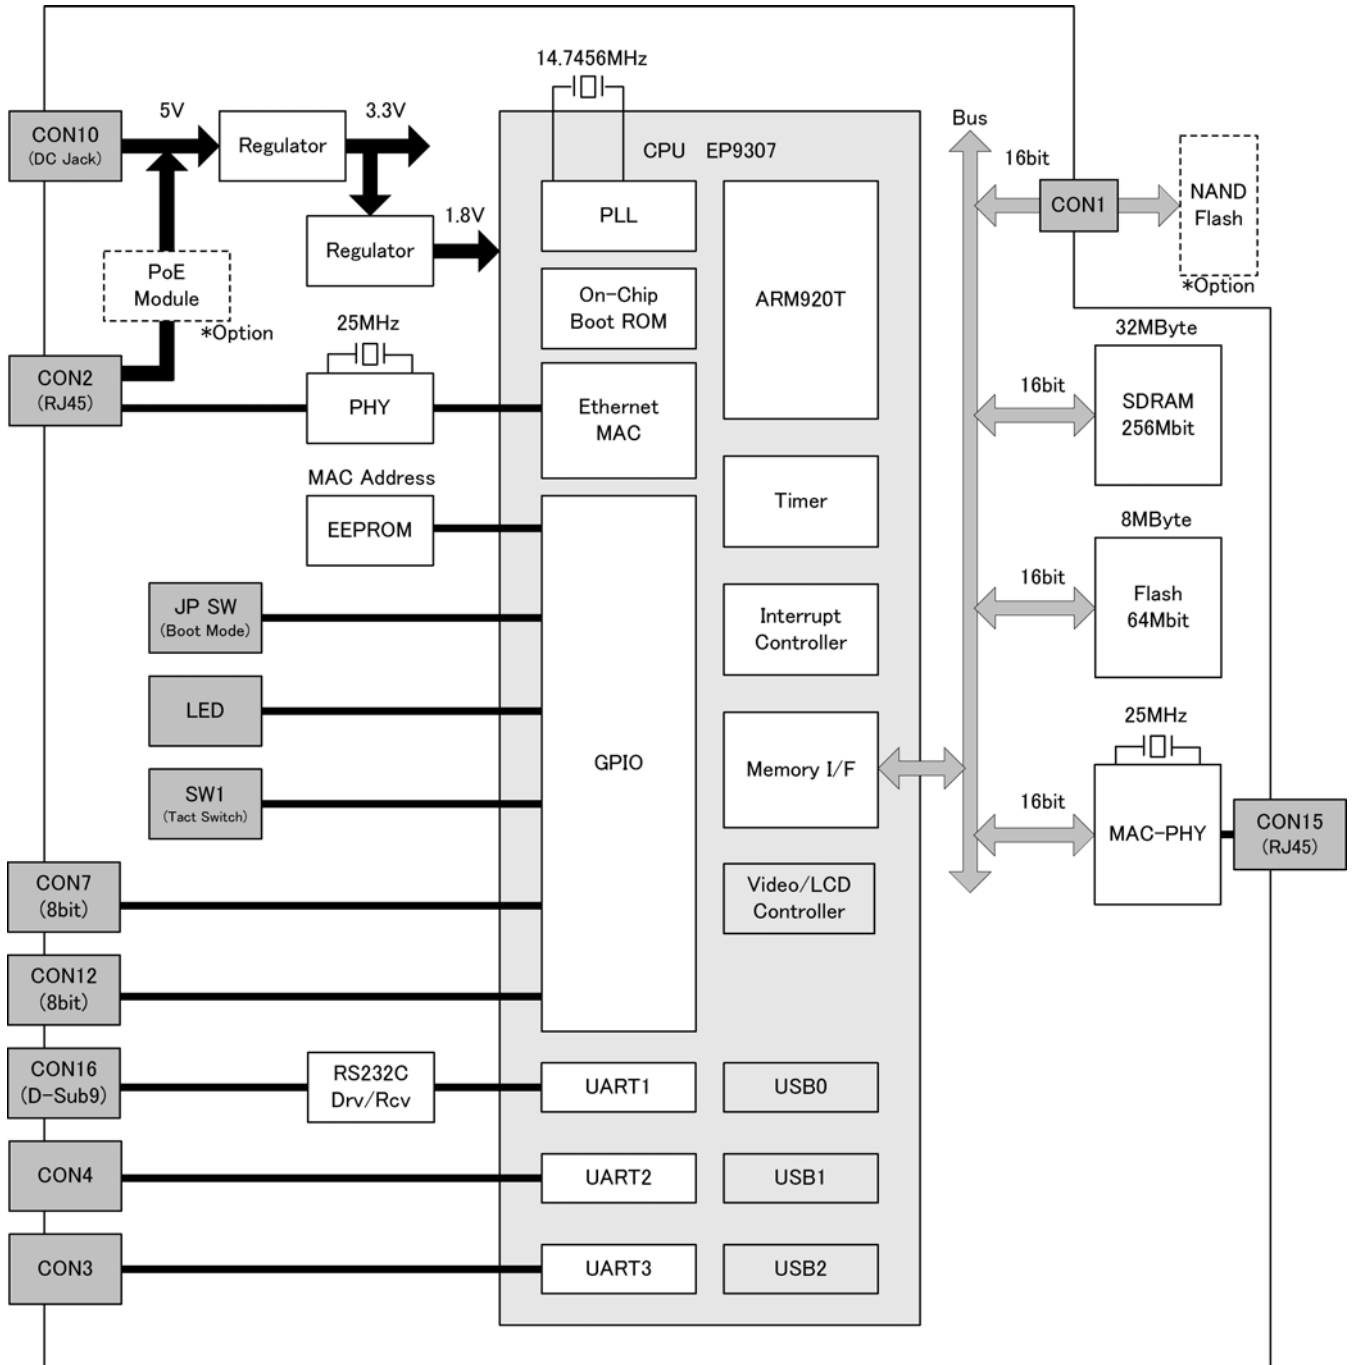 14.7456MHz
CON10
(DC Jack)
5V
Regulator
3.3V
Regulator
1.8V
PoE
Module
*Option
25MHz
CON2
(RJ45)
PHY
MAC Address
EEPROM
JP SW
(Boot Mode)
LED
SW1
(Tact Switch)
CON7
(8bit)
CON12
(8bit)
CON16
(D-Sub9)
RS232C
Drv/Rcv
CON4
CON3
CPU EP9307
PLL
On-Chip
Boot ROM
Ethernet
MAC
GPIO
UART1
UART2
UART3
ARM920T
Timer
Interrupt
Controller
Memory I/F
Video/LCD
Controller
USB0
USB1
USB2
Bus
16bit
CON1
NAND
Flash
*Option
32MByte
16bit
SDRAM
256Mbit
8MByte
16bit
Flash
64Mbit
25MHz
16bit
MAC-PHY
CON15
(RJ45)